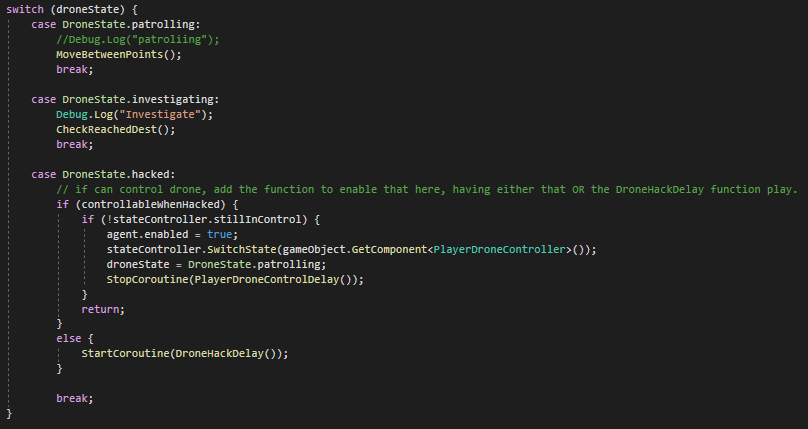 switch (droneState) {
case DroneState.patrolling:
//Debug.Log("patroliing");
MoveBetweenPoints();
break;
case DroneState.investigating:
Debug.Log("Investigate");
CheckReachedDest();
break;
case DroneState.hacked:
// if can control drone, add the function to enable that here, having either that OR the DroneHackDelay function play.
if (controllableWhenHacked) {
if (!stateController.stillInControl) {
agent.enabled = true;
stateController.SwitchState(gameObject.GetComponent<PlayerDroneController>());
droneState = DroneState.patrolling;
StopCoroutine(PlayerDroneControlDelay());
}
return;
}
else {
StartCoroutine(DroneHackDelay());
}
break;
}